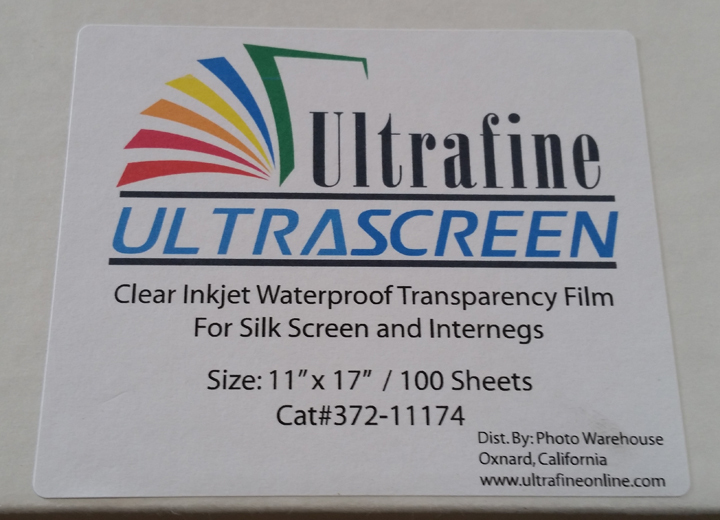 Ultrafine
ULTRASCREEN
Clear Inkjet Waterproof Transparency Film
For Silk Screen and Internegs
Size: 11” x 17” / 100 Sheets
Cat#372-11174
Dist. By: Photo Warehouse
Oxnard, California
www.ultrafineonline.com